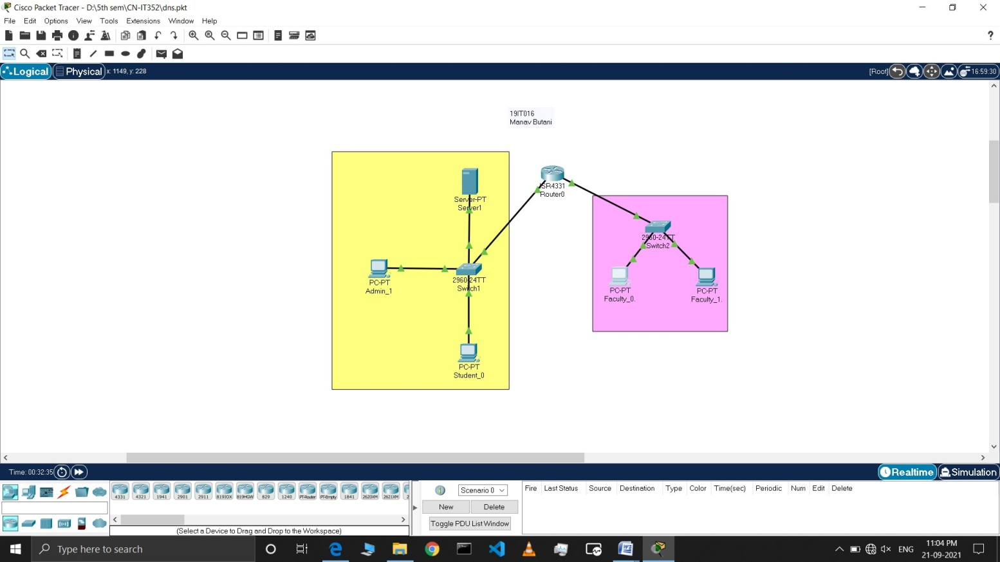 Cisco Packet Tracer - D:\5th sem\CN-IT352\dns.pkt
File Edit Options View Tools Extensions Window Help
?
Logical Physical x: 1149, y: 228 [Root] 16:59:30
19IT016
Manav Butani
Server-PT
Server1
ISR4331
Router0
2960-24TT
Switch2
PC-PT
Admin_1
2960-24TT
Switch1
PC-PT
Faculty_0.
PC-PT
Faculty_1.
PC-PT
Student_0
Time: 00:32:35 Realtime Simulation
4331 4321 1941 2901 2911 819IOX 819HGW 829 1240 PT-Router PT-Empty 1841 2620XM 2621XM 2
Scenario 0
New Delete
Toggle PDU List Window
Fire Last Status Source Destination Type Color Time(sec) Periodic Num Edit Delete
(Select a Device to Drag and Drop to the Workspace)
Type here to search
ENG
11:04 PM
21-09-2021